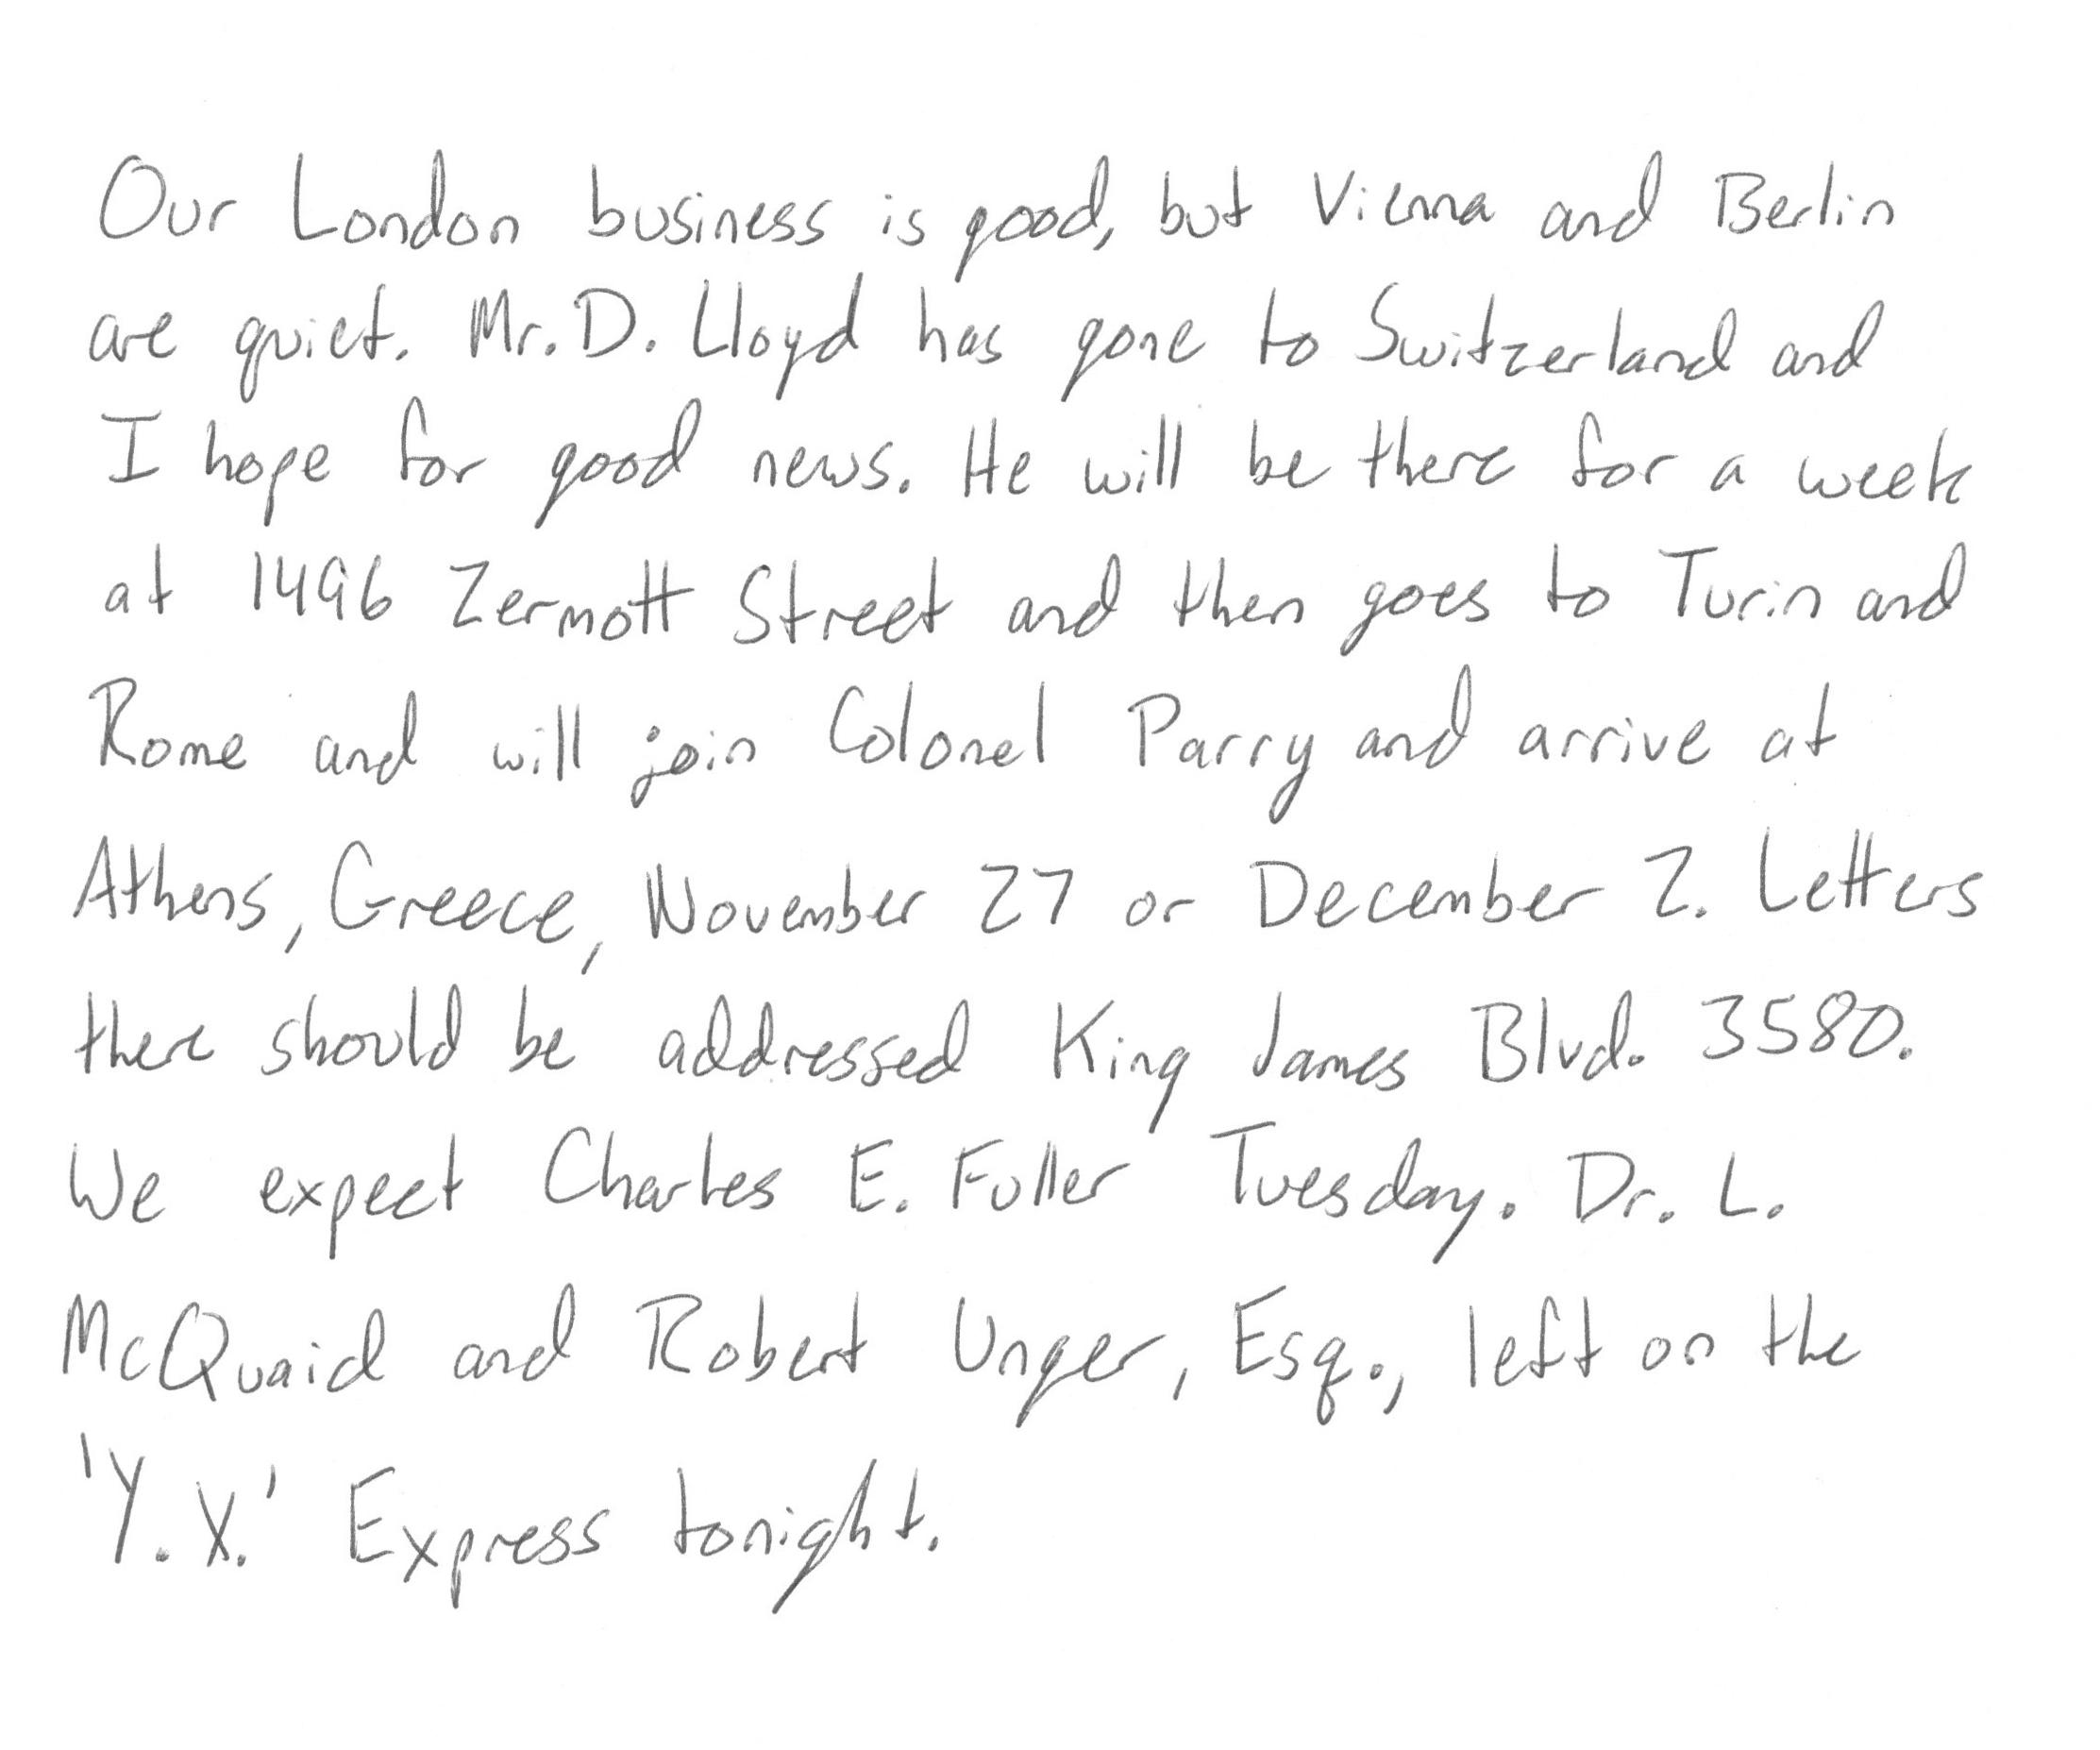 Our London business is good, but Vienna and Berlin
are quiet. Mr. D. Lloyd has gone to Switzerland and
I hope for good news. He will be there for a week
at 1496 Zermott Street and then goes to Turin and
Rome and will join Colonel Parry and arrive at
Athens, Greece, November 27 or December 2. Letters
there should be addressed King James Blvd. 3580.
We expect Charles E. Fuller Tuesday. Dr. L.
McQuaid and Robert Unger, Esq., left on the
'Y.X.' Express tonight.